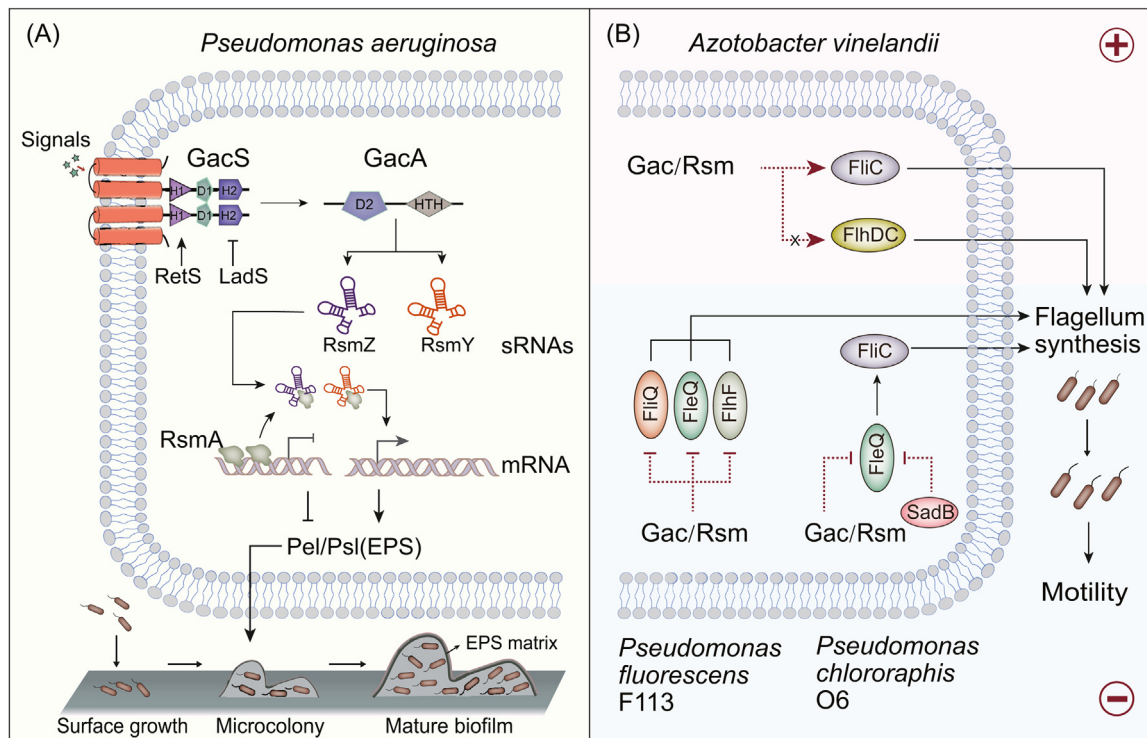 (A)
Pseudomonas aeruginosa
Signals
GacS
GacA
H1
D1
H2
H1
D1
H2
D2
HTH
RetS
LadS
RsmZ
RsmY
sRNAs
RsmA
mRNA
Pel/Psl(EPS)
EPS matrix
Surface growth
Microcolony
Mature biofilm
(B)
Azotobacter vinelandii
+
Gac/Rsm
FliC
x
FlhDC
Flagellum
synthesis
FliC
FliQ
FleQ
FlhF
FleQ
SadB
Gac/Rsm
Gac/Rsm
Motility
Pseudomonas
fluorescens
F113
Pseudomonas
chlororaphis
O6
−